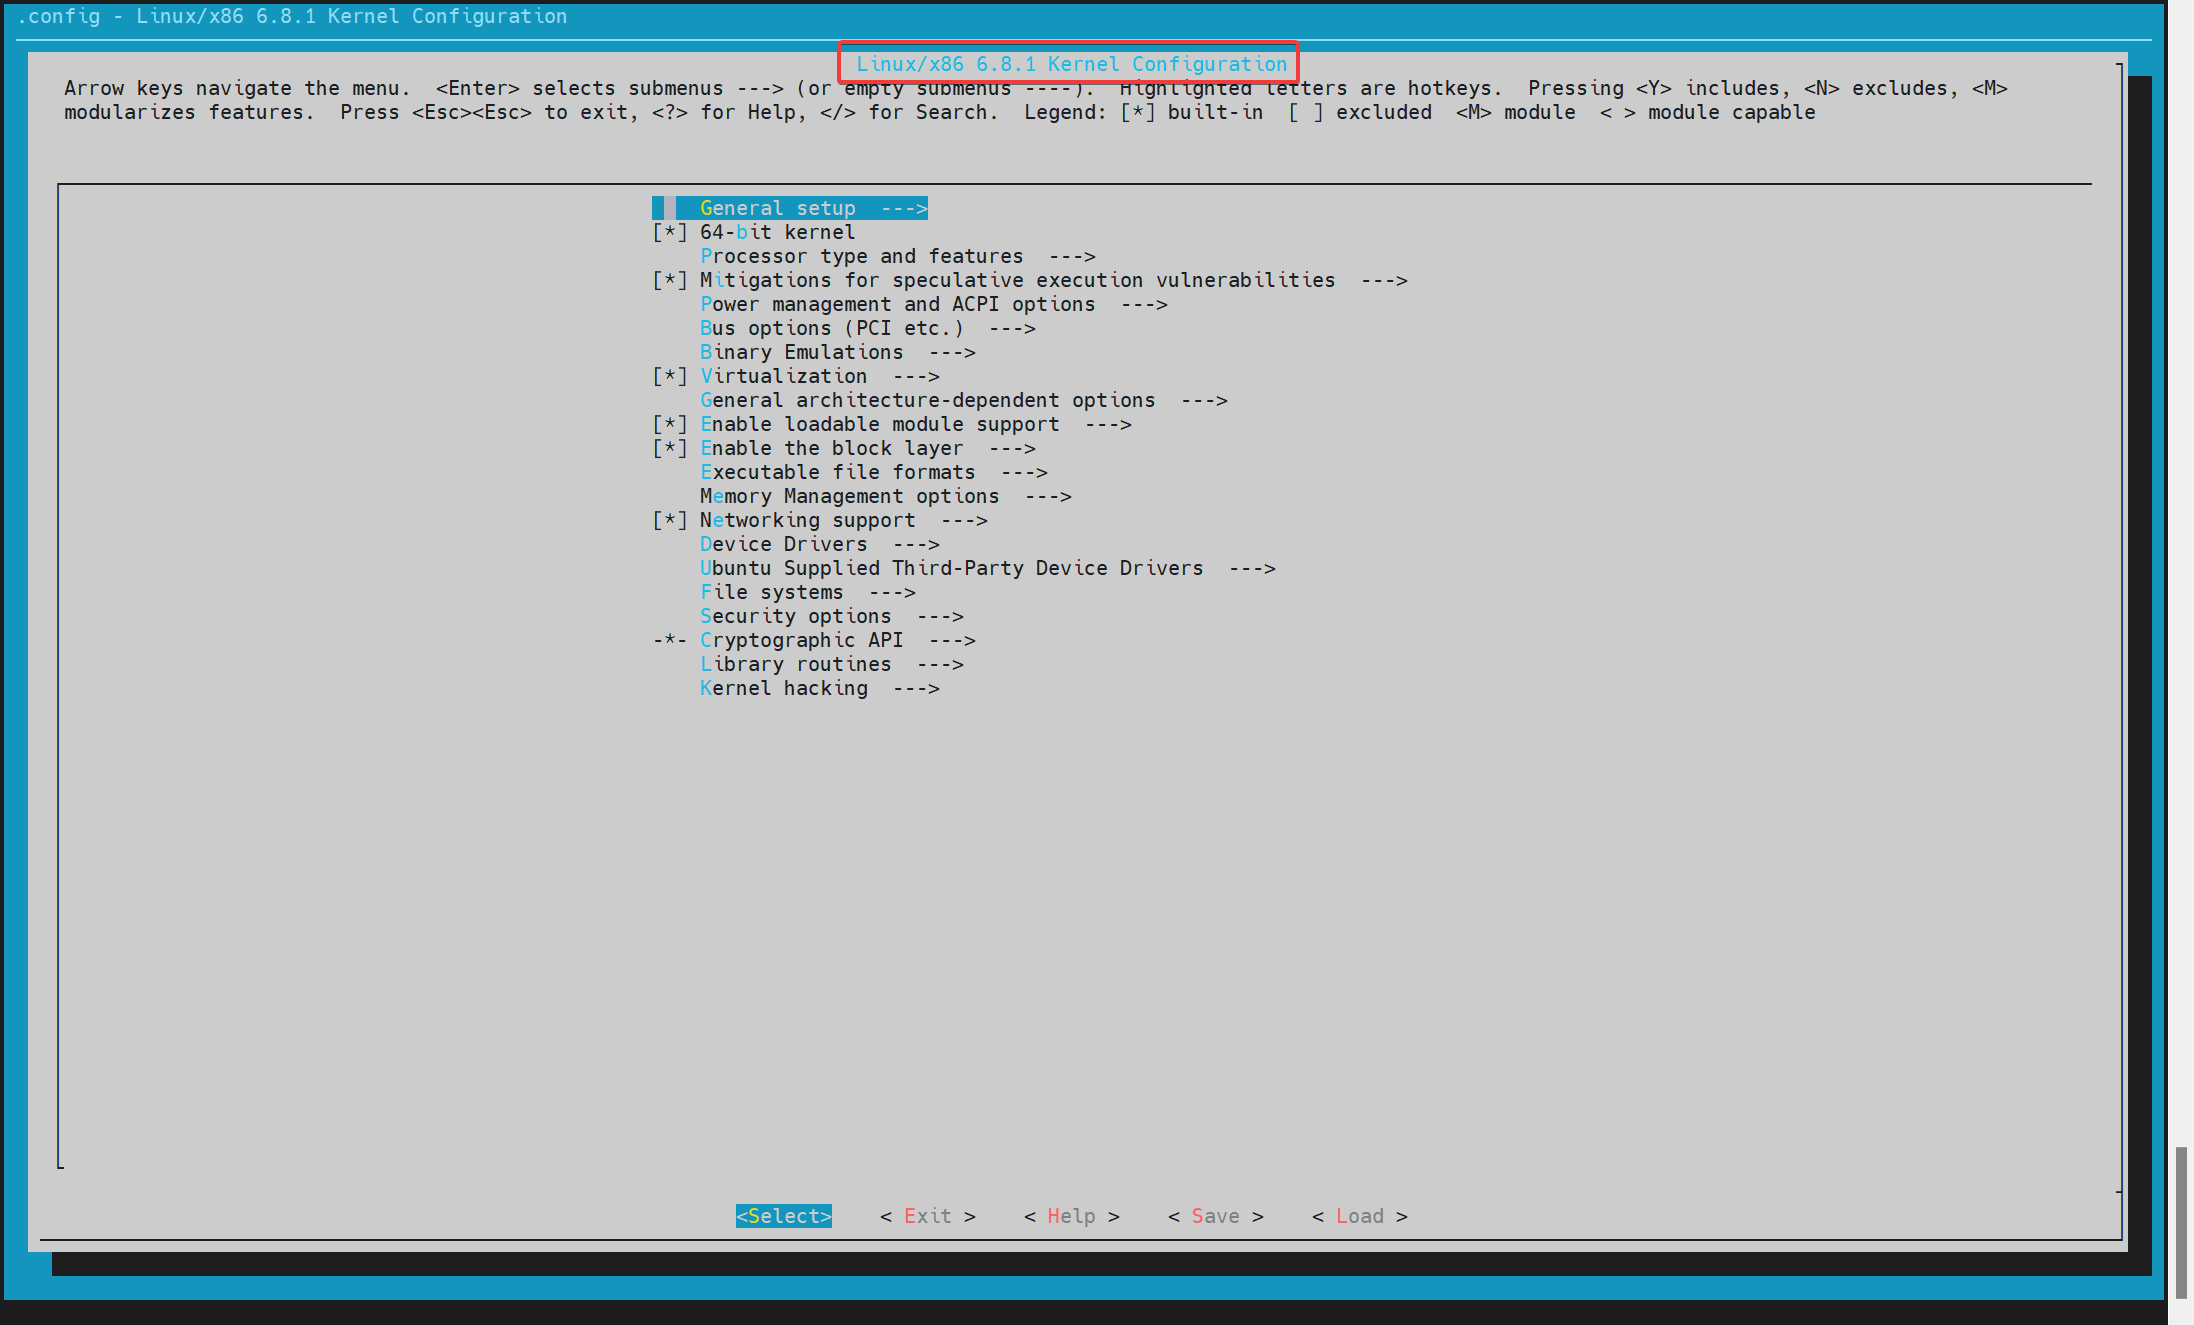 .config - Linux/x86 6.8.1 Kernel Configuration
Linux/x86 6.8.1 Kernel Configuration
Arrow keys navigate the menu.  <Enter> selects submenus ---> (or empty submenus ----).  Highlighted letters are hotkeys.  Pressing <Y> includes, <N> excludes, <M>
modularizes features.  Press <Esc><Esc> to exit, <?> for Help, </> for Search.  Legend: [*] built-in  [ ] excluded  <M> module  < > module capable
General setup  --->
[*] 64-bit kernel
Processor type and features  --->
[*] Mitigations for speculative execution vulnerabilities  --->
Power management and ACPI options  --->
Bus options (PCI etc.)  --->
Binary Emulations  --->
[*] Virtualization  --->
General architecture-dependent options  --->
[*] Enable loadable module support  --->
[*] Enable the block layer  --->
Executable file formats  --->
Memory Management options  --->
[*] Networking support  --->
Device Drivers  --->
Ubuntu Supplied Third-Party Device Drivers  --->
File systems  --->
Security options  --->
-*- Cryptographic API  --->
Library routines  --->
Kernel hacking  --->
<Select>    < Exit >    < Help >    < Save >    < Load >